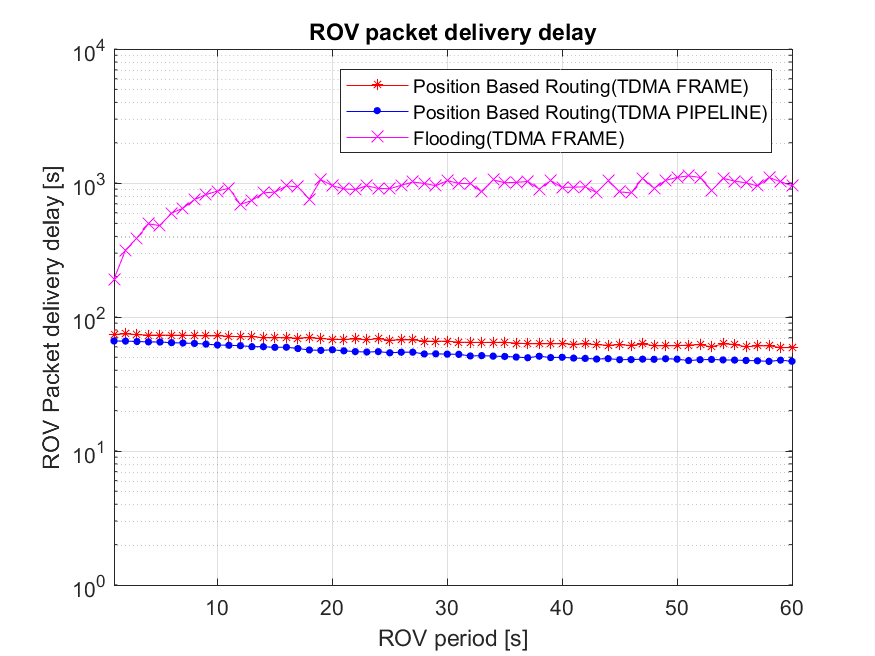 ROV packet delivery delay
10^4
10^3
10^2
10^1
10^0
ROV Packet delivery delay [s]
Position Based Routing(TDMA FRAME)
Position Based Routing(TDMA PIPELINE)
Flooding(TDMA FRAME)
10 20 30 40 50 60
ROV period [s]